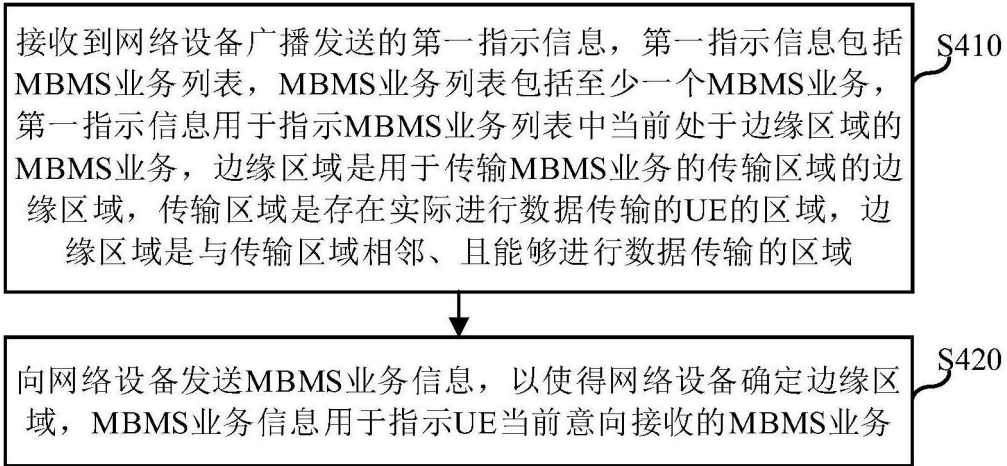 接收到网络设备广播发送的第一指示信息，第一指示信息包括
MBMS业务列表，MBMS业务列表包括至少一个MBMS业务，
第一指示信息用于指示MBMS业务列表中当前处于边缘区域的
MBMS业务，边缘区域是用于传输MBMS业务的传输区域的边
缘区域，传输区域是存在实际进行数据传输的UE的区域，边
缘区域是与传输区域相邻、且能够进行数据传输的区域
S410
向网络设备发送MBMS业务信息，以使得网络设备确定边缘区
域，MBMS业务信息用于指示UE当前意向接收的MBMS业务
S420